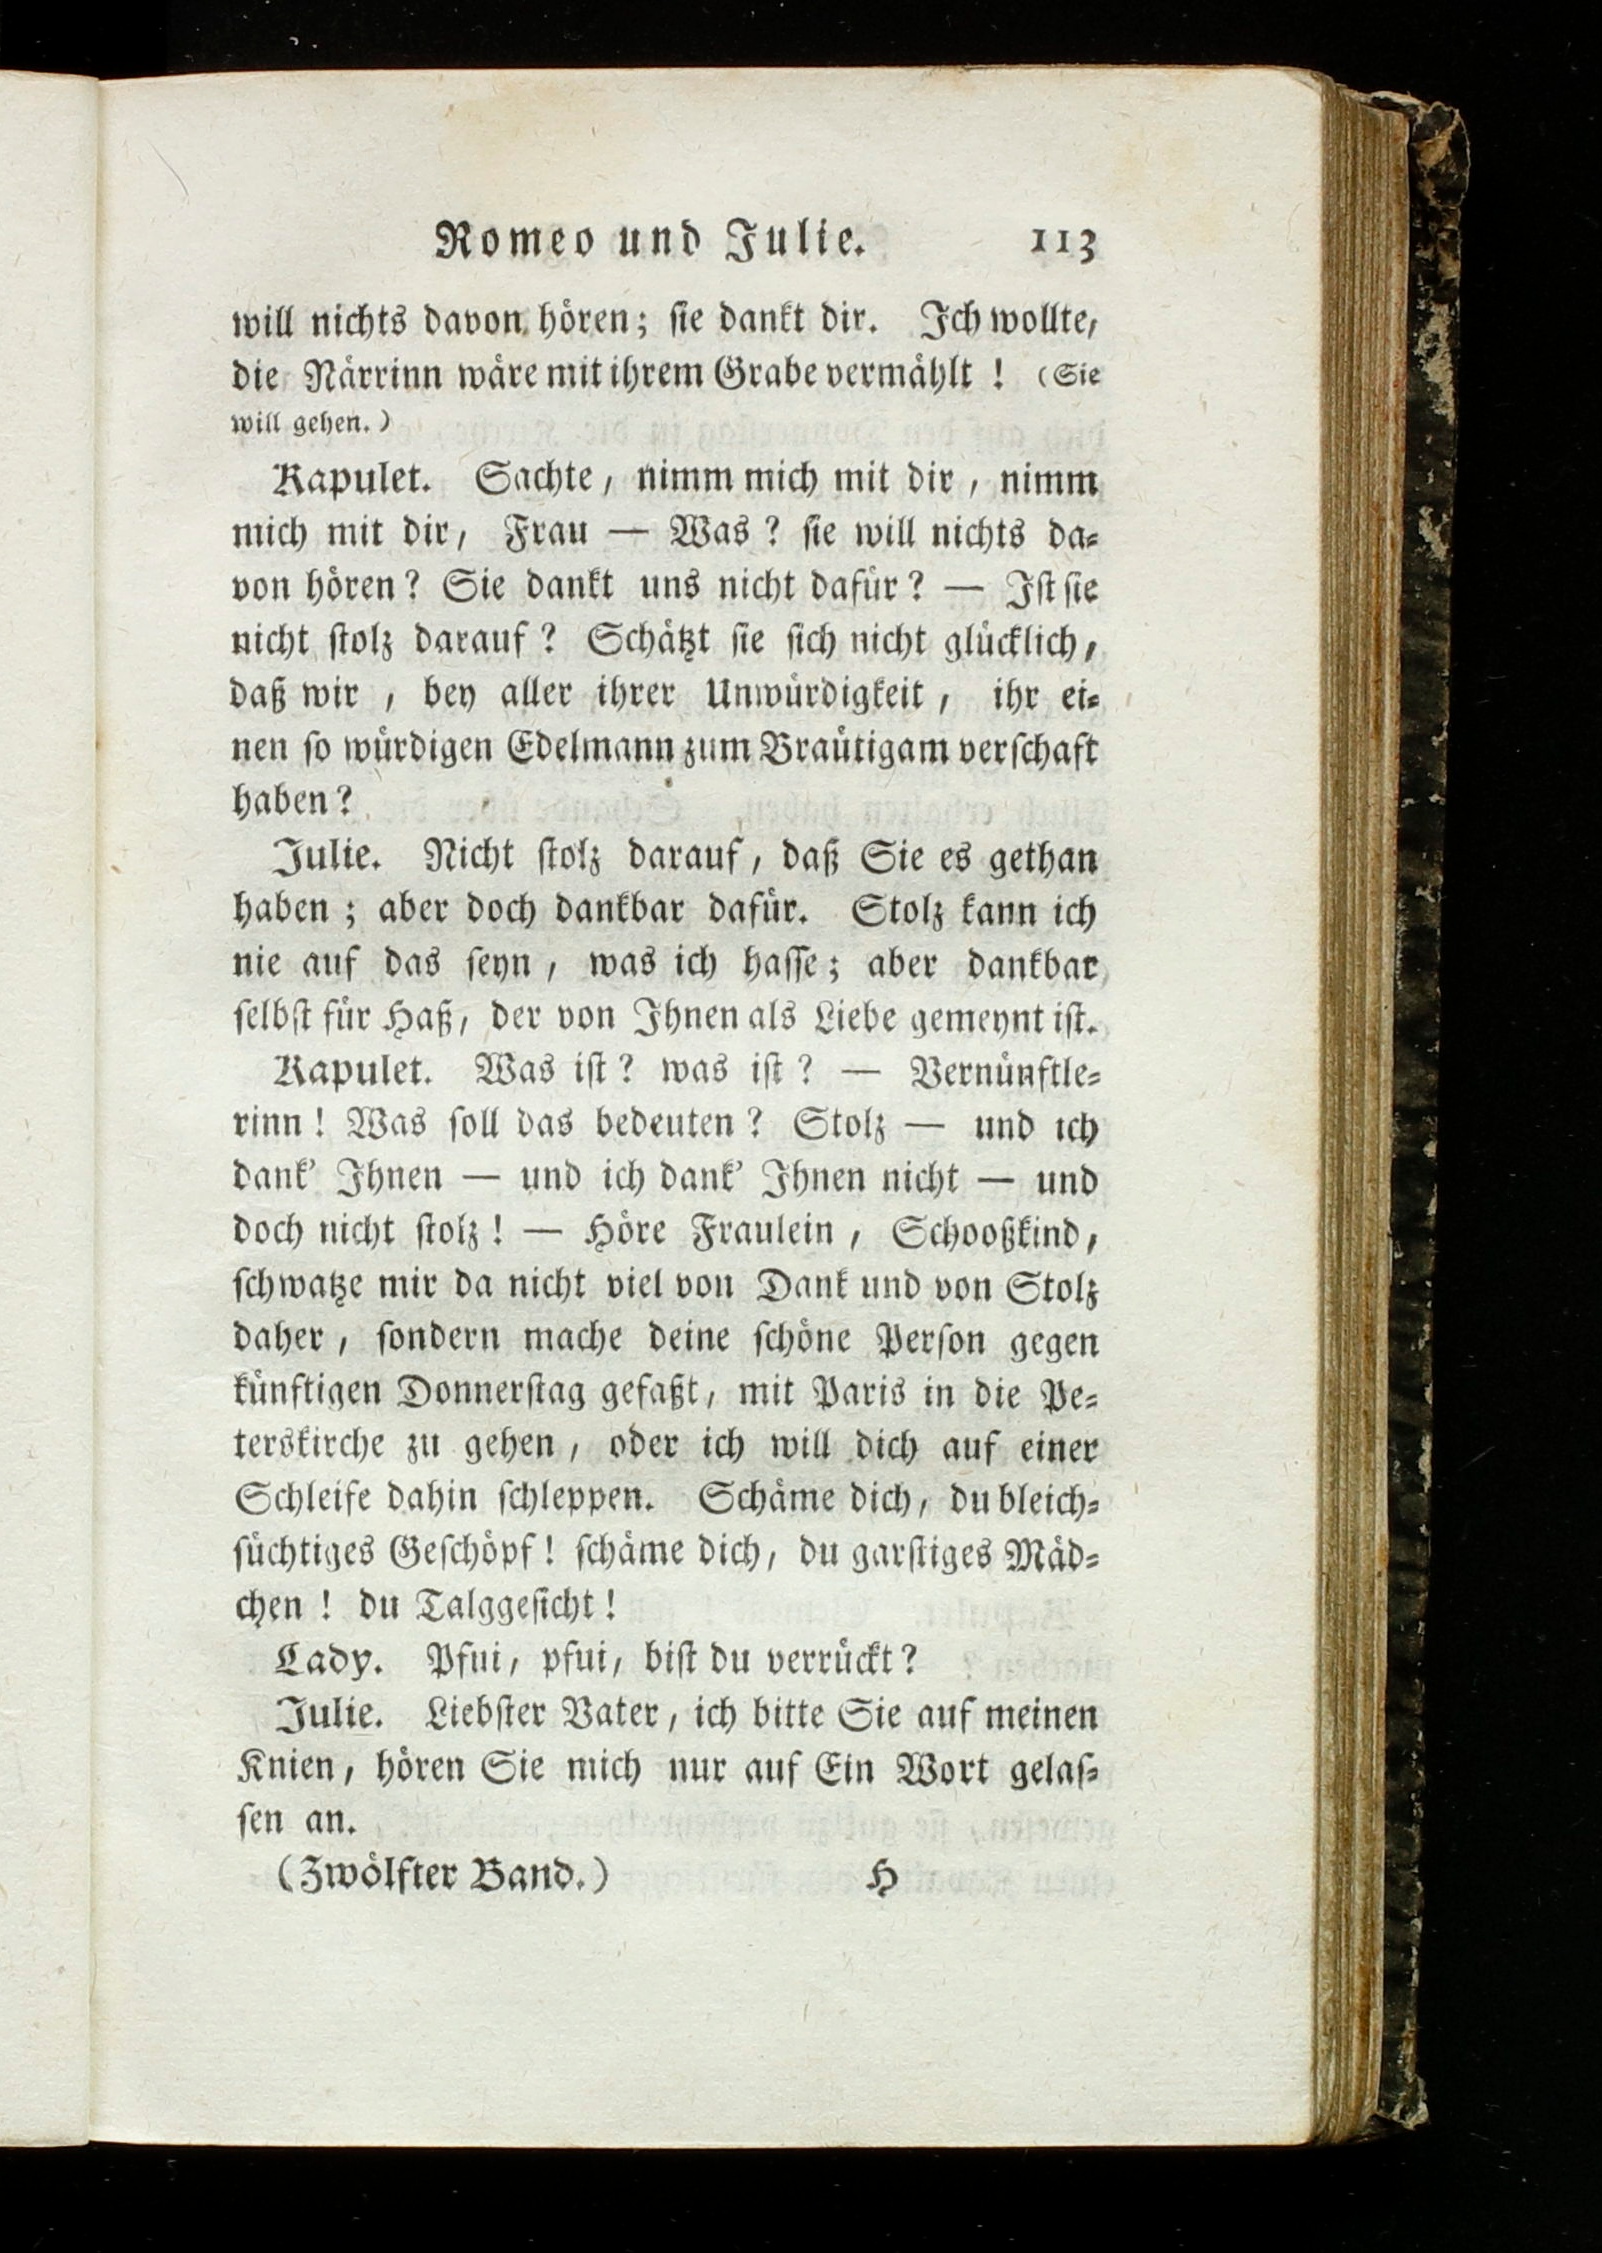 Romeo und Julie. 113
will nichts davon hören; ſie dankt dir. Ich wollte,
die Närrinn wäre mit ihrem Grabe vermählt! (Sie
will gehen.)
Kapulet. Sachte, nimm mich mit dir, nimm
mich mit dir, Frau — Was? ſie will nichts da⸗
von hören? Sie dankt uns nicht dafür? — Iſt ſie
nicht ſtolz darauf? Schätzt ſie ſich nicht glücklich,
daß wir, bey aller ihrer Unwürdigkeit, ihr ei⸗
nen ſo würdigen Edelmann zum Braütigam verſchaft
haben?
Julie. Nicht ſtolz darauf, daß Sie es gethan
haben; aber doch dankbar dafür. Stolz kann ich
nie auf das ſeyn, was ich haſſe; aber dankbar
ſelbſt für Haß, der von Ihnen als Liebe gemeynt iſt.
Kapulet. Was iſt? was iſt? — Vernünftle⸗
rinn! Was ſoll das bedeuten? Stolz — und ich
dank’ Ihnen — und ich dank’ Ihnen nicht — und
doch nicht ſtolz! — Höre Fraulein, Schooßkind,
ſchwatze mir da nicht viel von Dank und von Stolz
daher, ſondern mache deine ſchöne Perſon gegen
künftigen Donnerſtag gefaßt, mit Paris in die Pe⸗
terskirche zu gehen, oder ich will dich auf einer
Schleife dahin ſchleppen. Schäme dich, du bleich⸗
ſüchtiges Geſchöpf! ſchäme dich, du garſtiges Mäd⸗
chen! du Talggeſicht!
Lady. Pfui, pfui, biſt du verrückt?
Julie. Liebſter Vater, ich bitte Sie auf meinen
Knien, hören Sie mich nur auf Ein Wort gelaſ⸗
ſen an.
(Zwölfter Band.) H